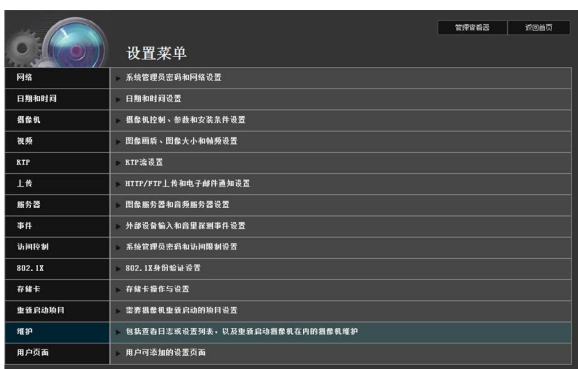 管理查看器 返回首页
设置菜单
网络 系统管理员密码和网络设置
日期和时间 日期和时间设置
摄像机 摄像机控制、参数和安装条件设置
视频 图像画质、图像大小和帧频设置
RTP RTP流设置
上传 HTTP/FTP上传和电子邮件通知设置
服务器 图像服务器和音频服务器设置
事件 外部设备输入和音量探测事件设置
访问控制 系统管理员密码和访问限制设置
802.1X 802.1X身份验证设置
存储卡 存储卡操作与设置
重新启动项目 需要摄像机重新启动的项目设置
维护 包括查看日志或设置列表，以及重新启动摄像机在内的摄像机维护
用户页面 用户可添加的设置页面